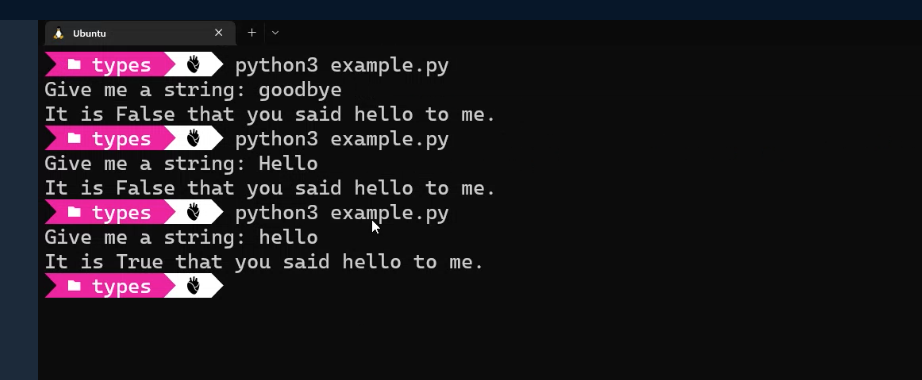 Ubuntu
types python3 example.py
Give me a string: goodbye
It is False that you said hello to me.
types python3 example.py
Give me a string: Hello
It is False that you said hello to me.
types python3 example.py
Give me a string: hello
It is True that you said hello to me.
types